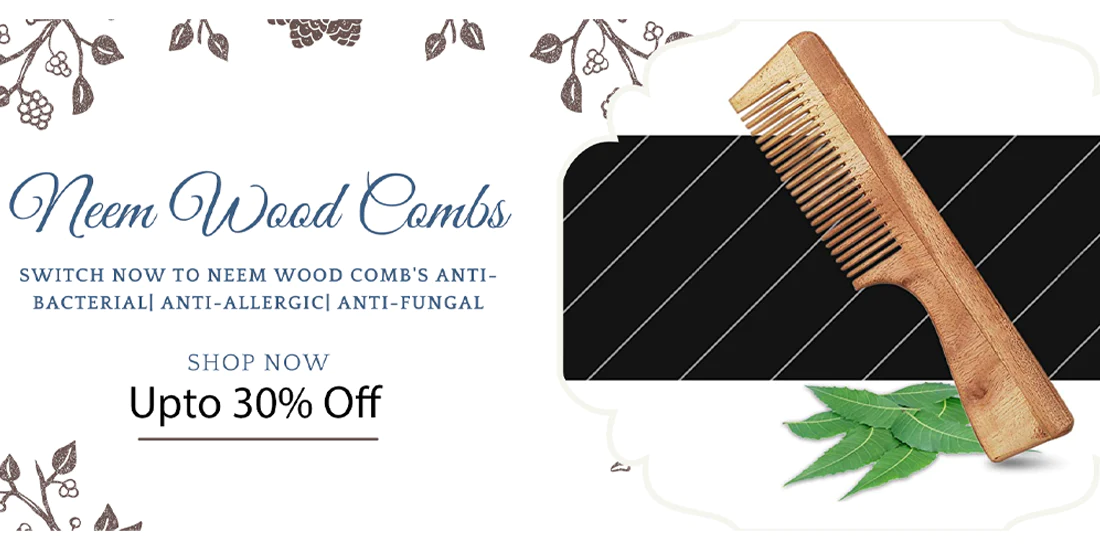 Neem Wood Combs
SWITCH NOW TO NEEM WOOD COMB'S ANTI-
BACTERIAL| ANTI-ALLERGIC| ANTI-FUNGAL
SHOP NOW
Upto 30% Off